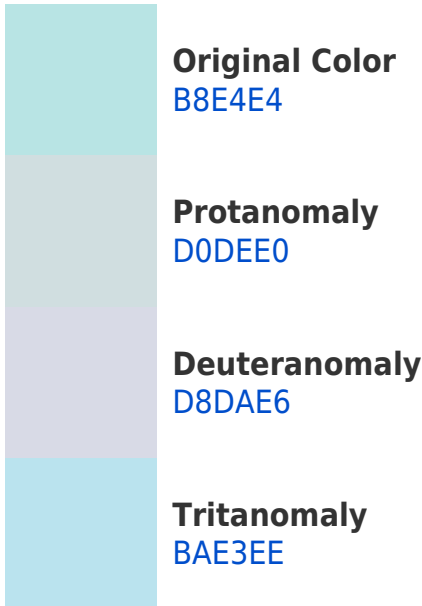 Original Color
B8E4E4
Protanomaly
D0DEE0
Deuteranomaly
D8DAE6
Tritanomaly
BAE3EE